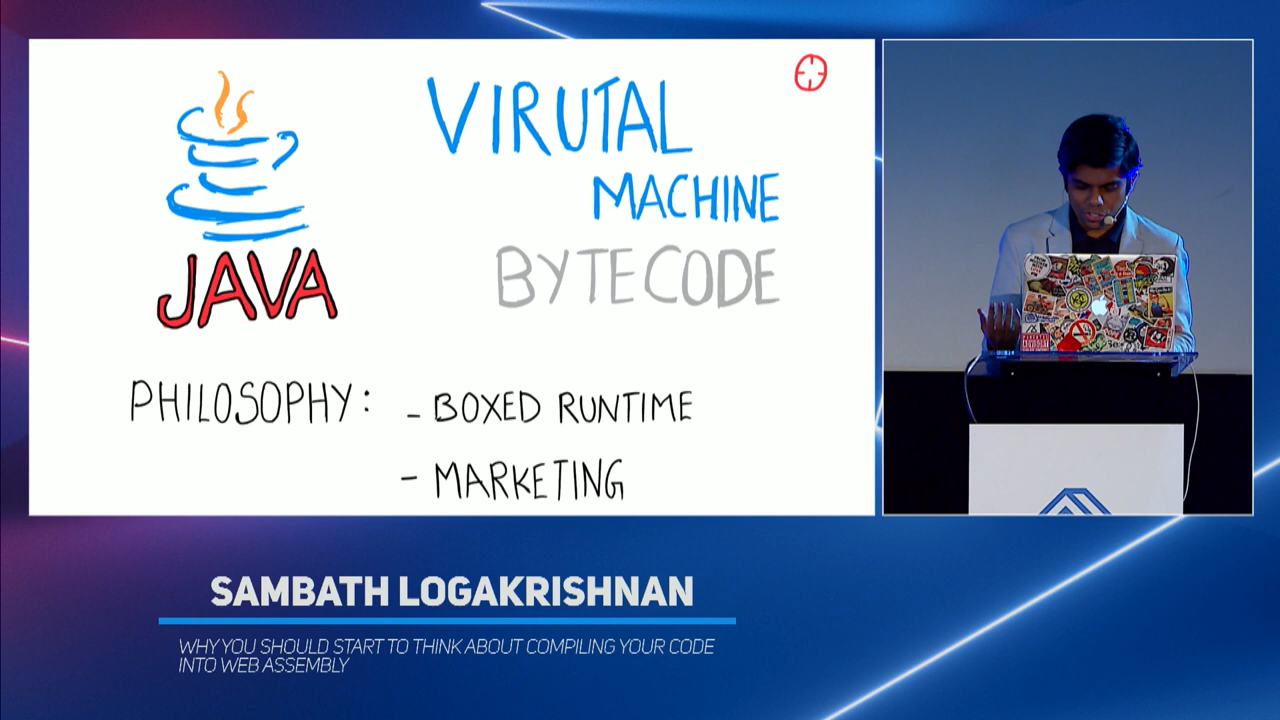 VIRUTAL
MACHINE
BYTECODE
JAVA
PHILOSOPHY: - BOXED RUNTIME
- MARKETING
SAMBATH LOGAKRISHNAN
WHY YOU SHOULD START TO THINK ABOUT COMPILING YOUR CODE
INTO WEB ASSEMBLY